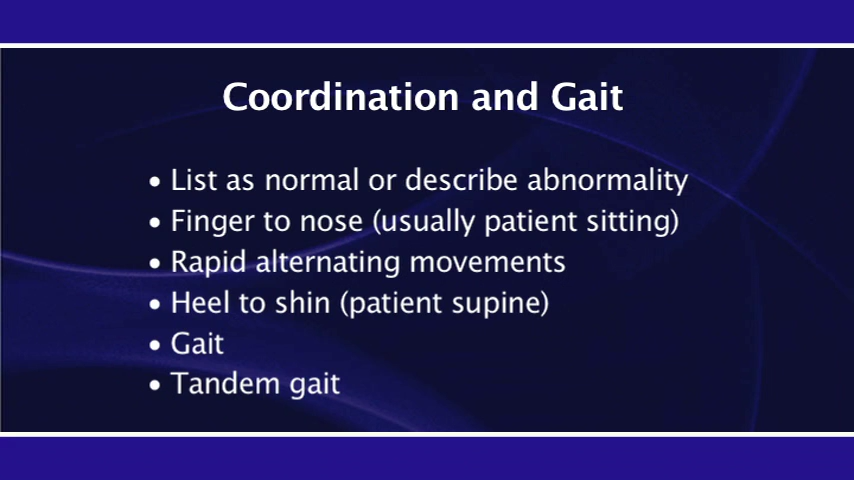 Coordination and Gait
• List as normal or describe abnormality
• Finger to nose (usually patient sitting)
• Rapid alternating movements
• Heel to shin (patient supine)
• Gait
• Tandem gait